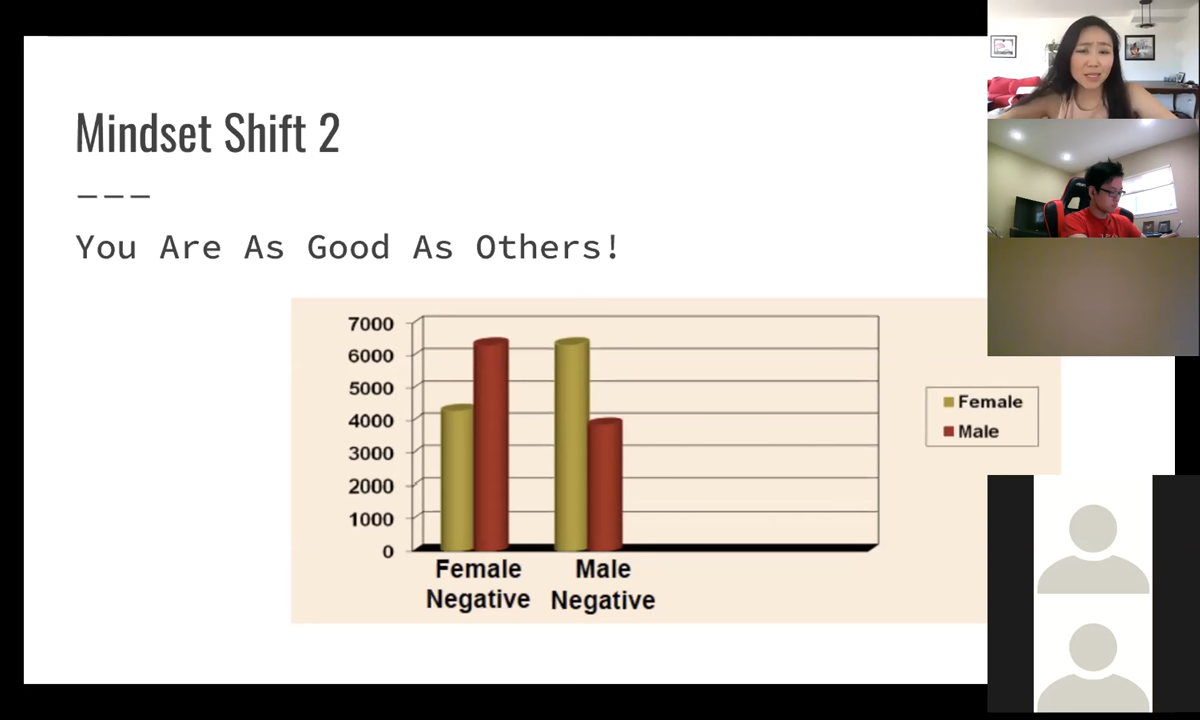 Mindset Shift 2
———
You Are As Good As Others!
7000
6000
5000
4000
3000
2000
1000
0
Female
Negative
Male
Negative
Female
Male